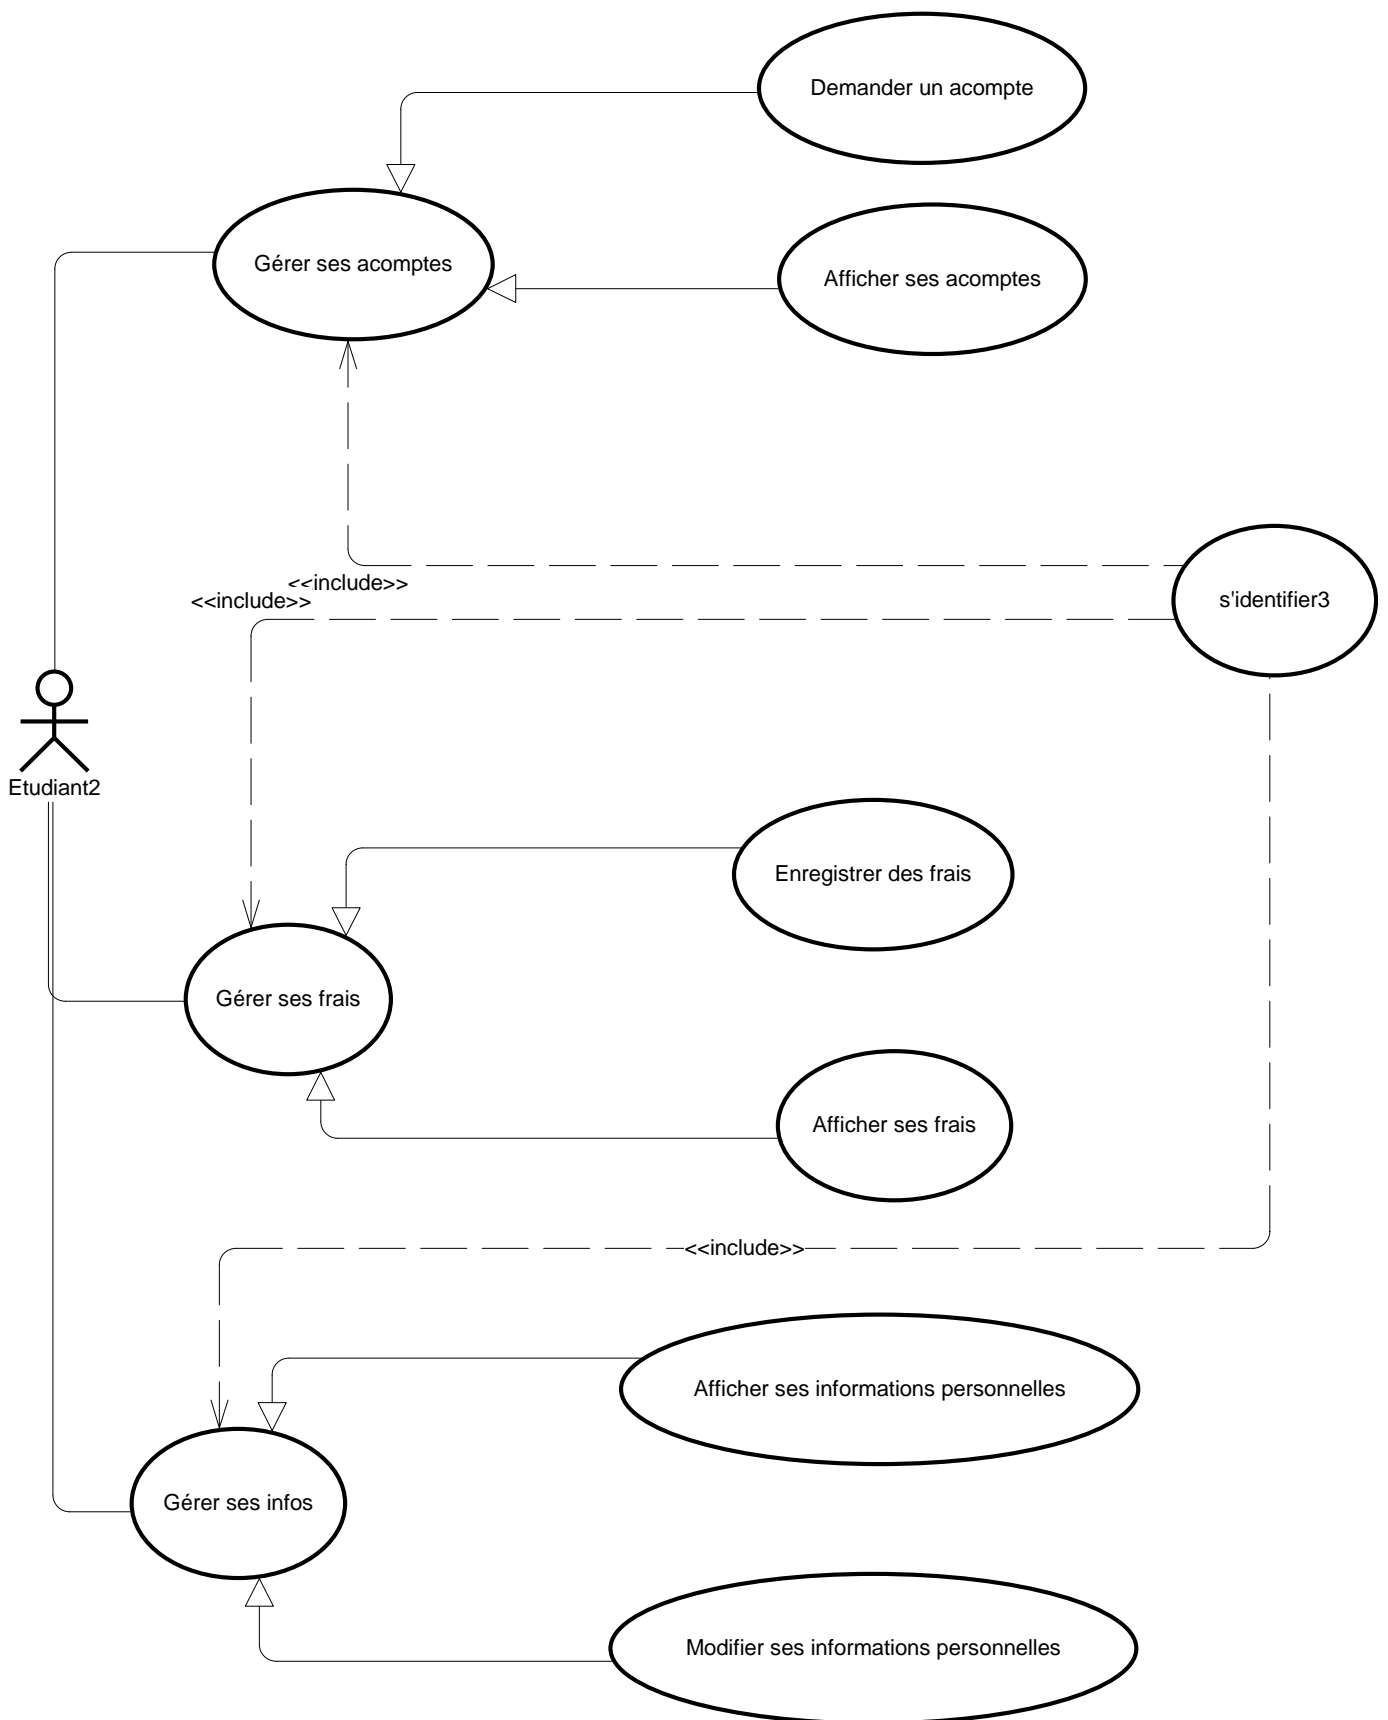 Demander un acompte
Gérer ses acomptes
Afficher ses acomptes
<<include>>
<<include>>
s'identifier3
Etudiant2
Enregistrer des frais
Gérer ses frais
Afficher ses frais
<<include>>
Afficher ses informations personnelles
Gérer ses infos
Modifier ses informations personnelles